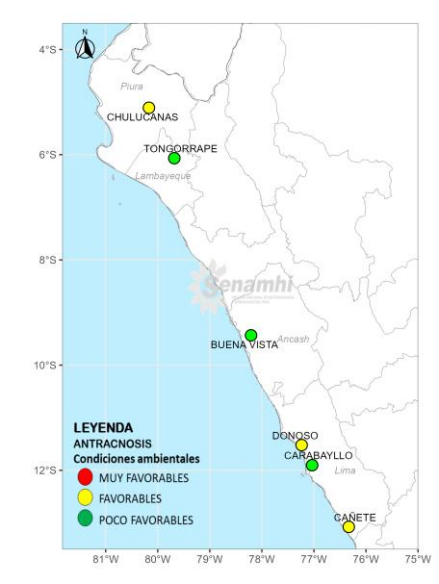 4°S
N
Piura
CHULUCANAS
TONGORRAPE
6°S
Lambayeque
8°S
Senamhi
Ancash
BUENA VISTA
10°S
DONOSO
CARABAYLLO
Lima
12°S
CAÑETE
LEYENDA
ANTRACNOSIS
Condiciones ambientales
MUY FAVORABLES
FAVORABLES
POCO FAVORABLES
81°W 80°W 79°W 78°W 77°W 76°W 75°W